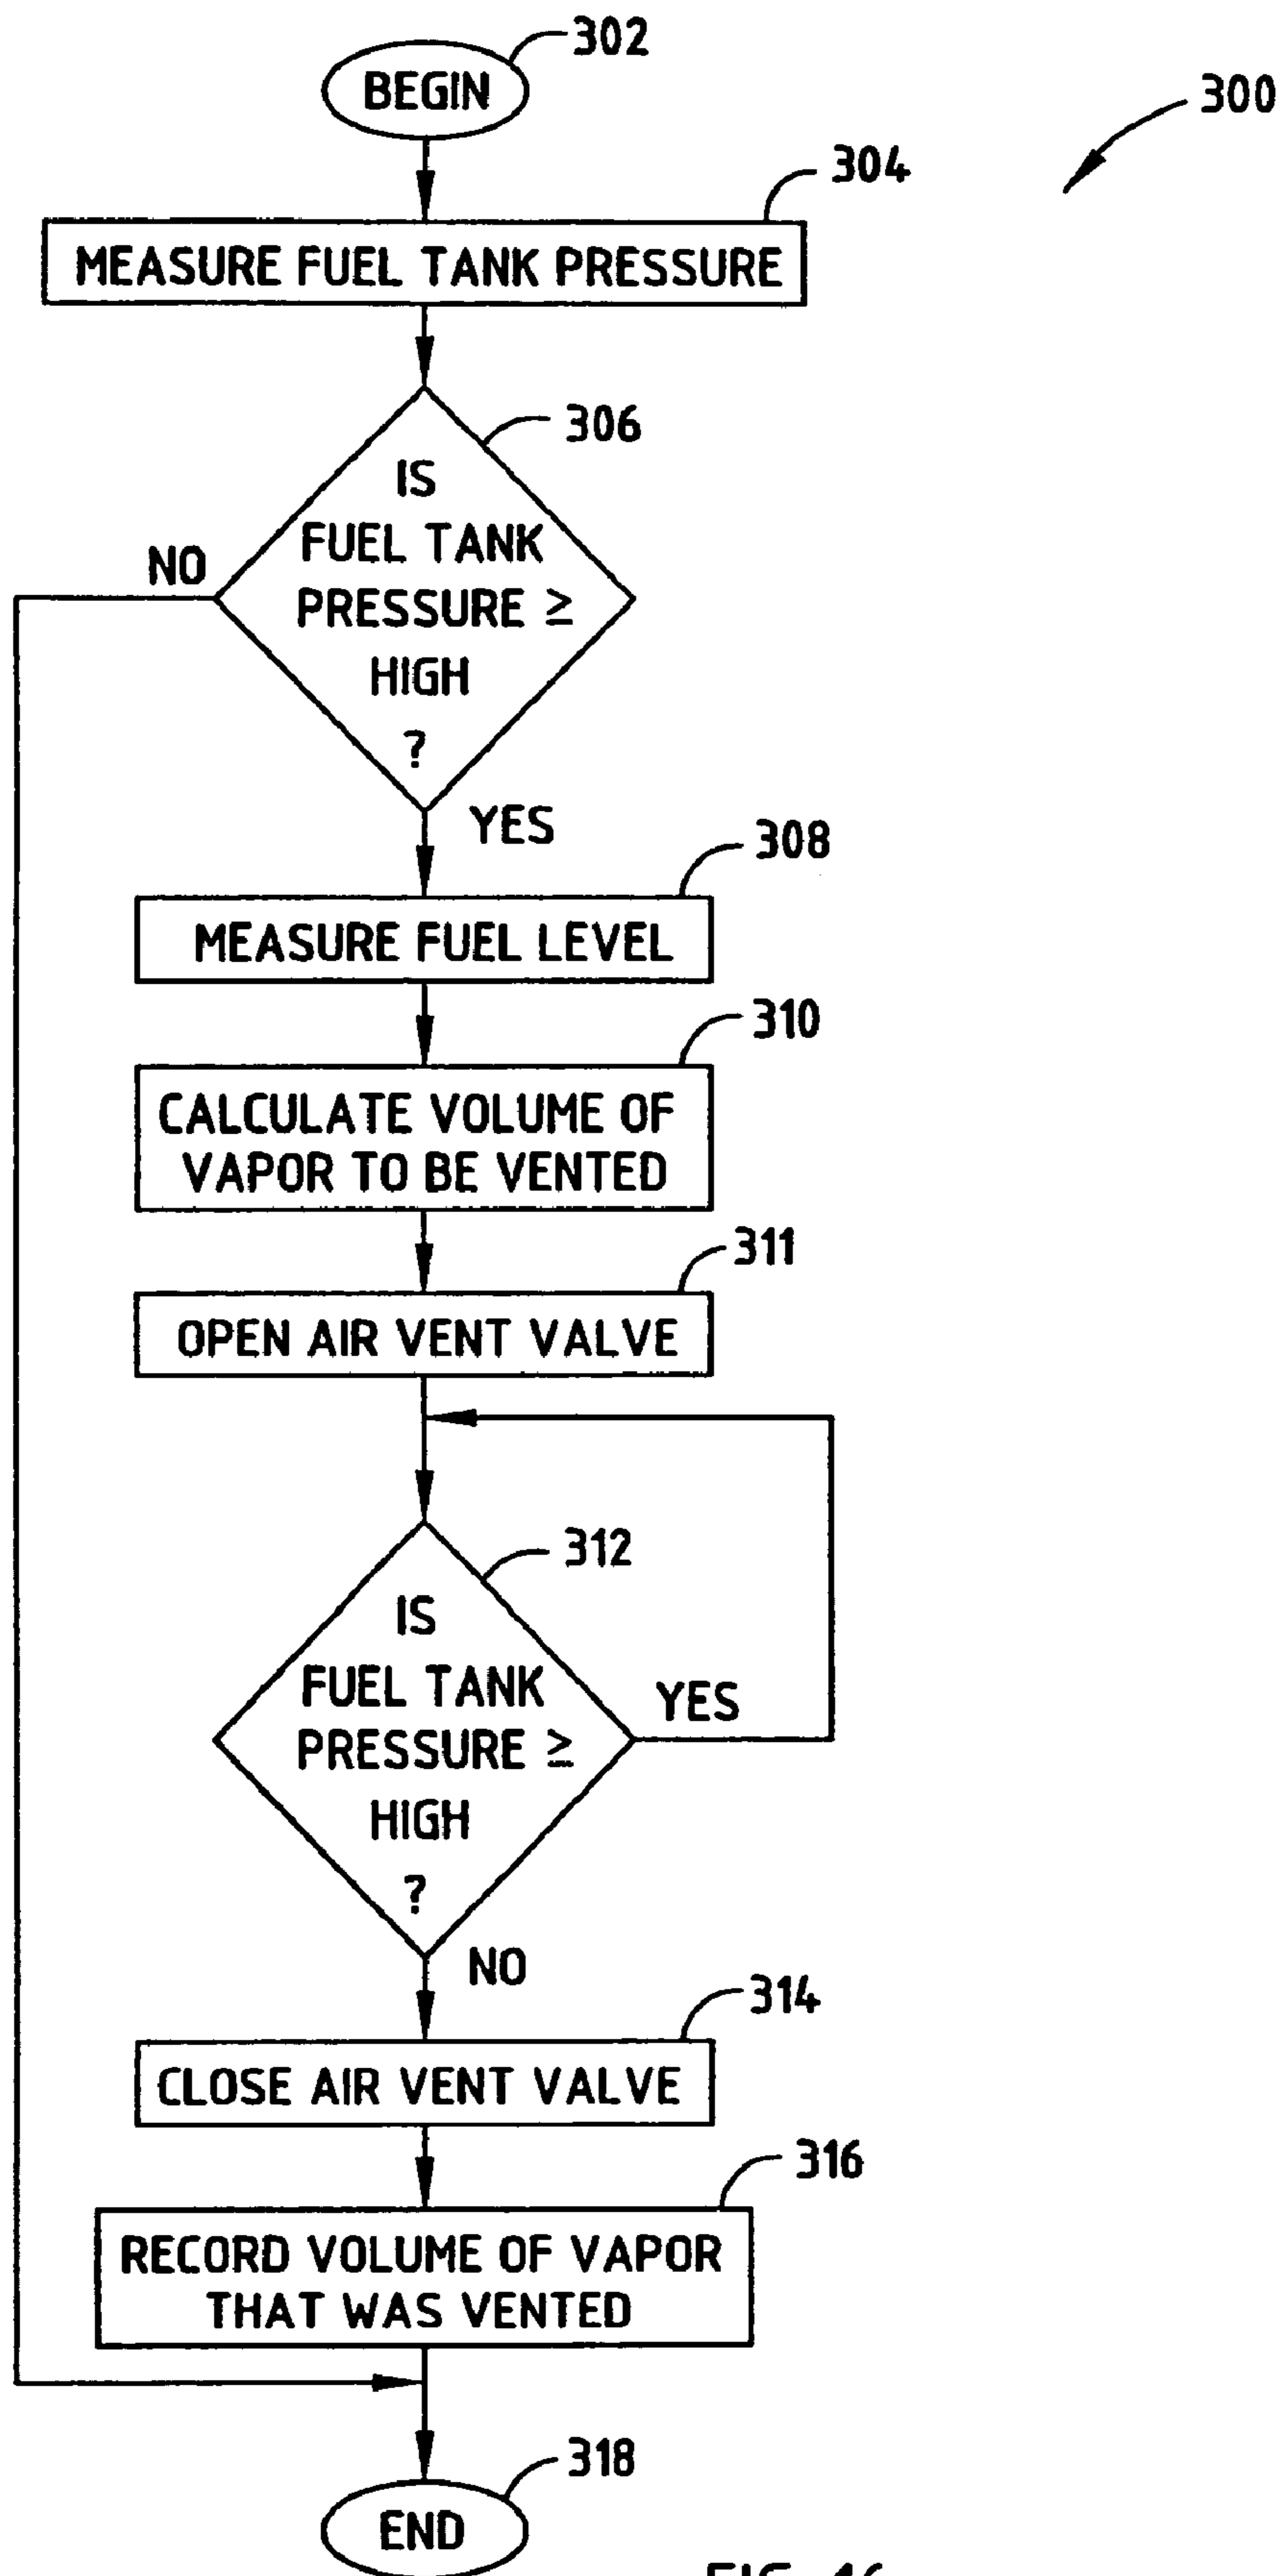 302
BEGIN
300
304
MEASURE FUEL TANK PRESSURE
306
IS
FUEL TANK
PRESSURE ≥
HIGH
?
NO
YES
308
MEASURE FUEL LEVEL
310
CALCULATE VOLUME OF
VAPOR TO BE VENTED
311
OPEN AIR VENT VALVE
312
IS
FUEL TANK
PRESSURE ≥
HIGH
?
YES
NO
314
CLOSE AIR VENT VALVE
316
RECORD VOLUME OF VAPOR
THAT WAS VENTED
318
END